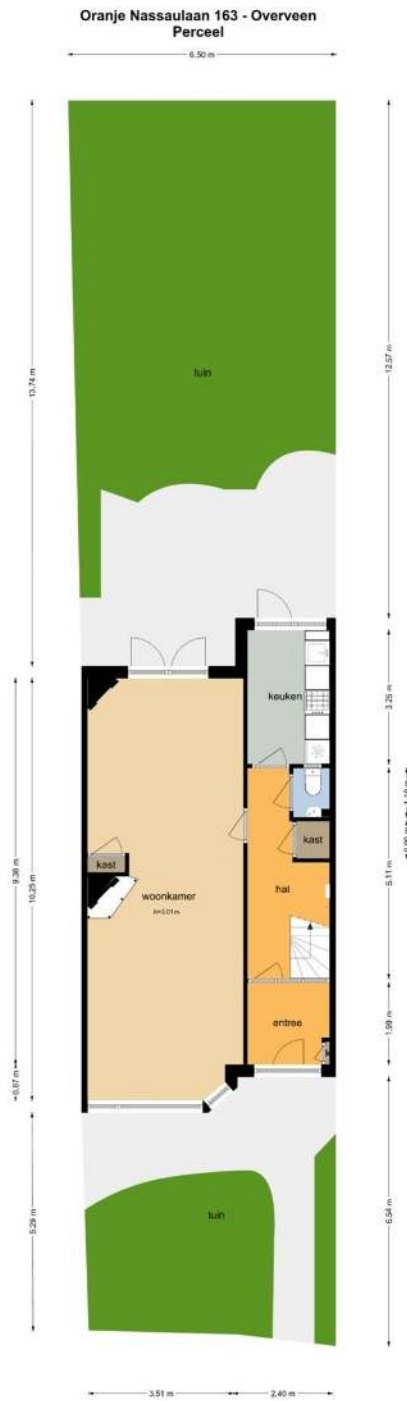 Oranje Nassaulaan 163 - Overveen
Perceel
6.50 m
13.74 m
12.57 m
tuin
keuken
3.26 m
kast
kast
woonkamer
h=3.01m
hal
5.11 m
9.38 m
10.25 m
entree
1.99 m
0.87 m
tuin
5.29 m
6.54 m
3.51 m
2.40 m